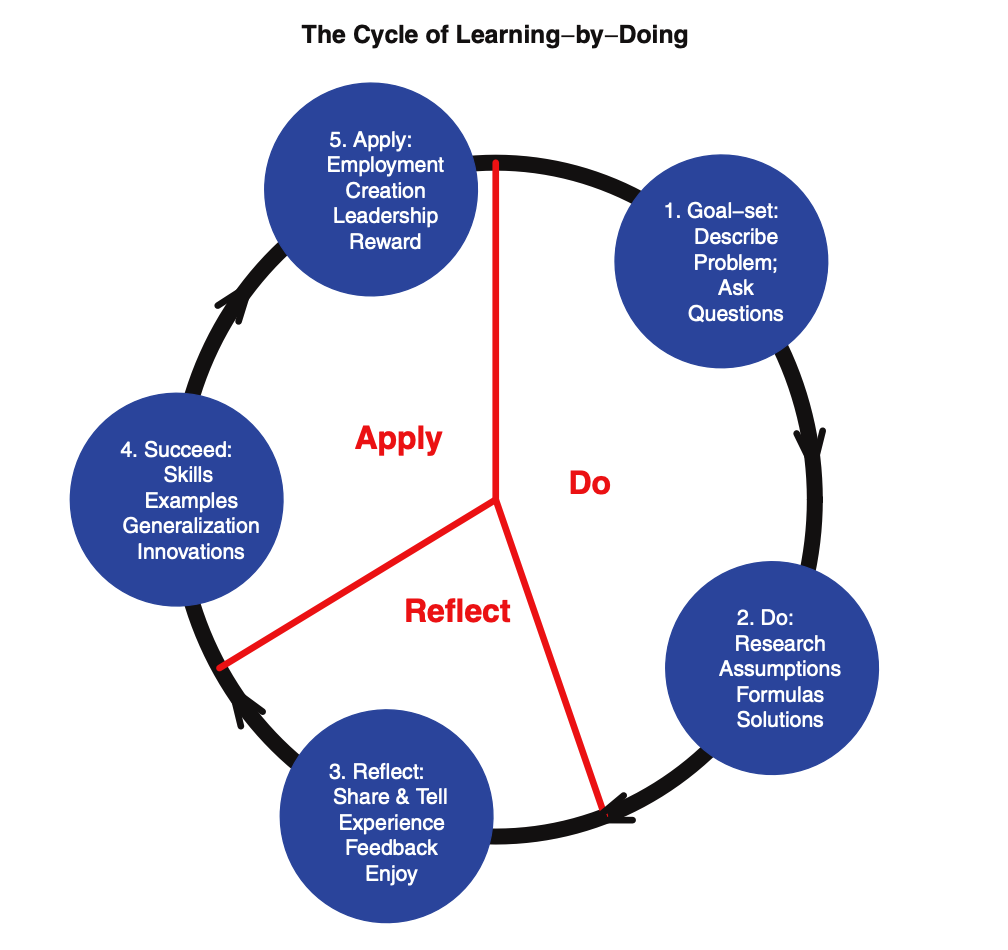 The Cycle of Learning–by–Doing
1. Goal–set:
Describe
Problem;
Ask
Questions
2. Do:
Research
Assumptions
Formulas
Solutions
3. Reflect:
Share & Tell
Experience
Feedback
Enjoy
4. Succeed:
Skills
Examples
Generalization
Innovations
5. Apply:
Employment
Creation
Leadership
Reward
Do
Reflect
Apply